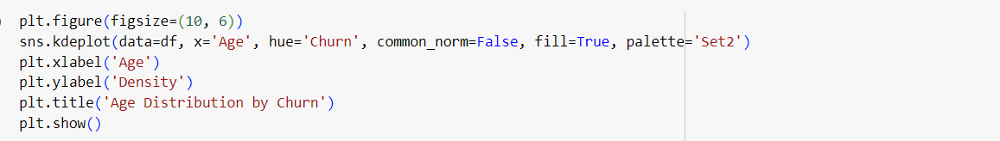 plt.figure(figsize=(10, 6))
sns.kdeplot(data=df, x='Age', hue='Churn', common_norm=False, fill=True, palette='Set2')
plt.xlabel('Age')
plt.ylabel('Density')
plt.title('Age Distribution by Churn')
plt.show()